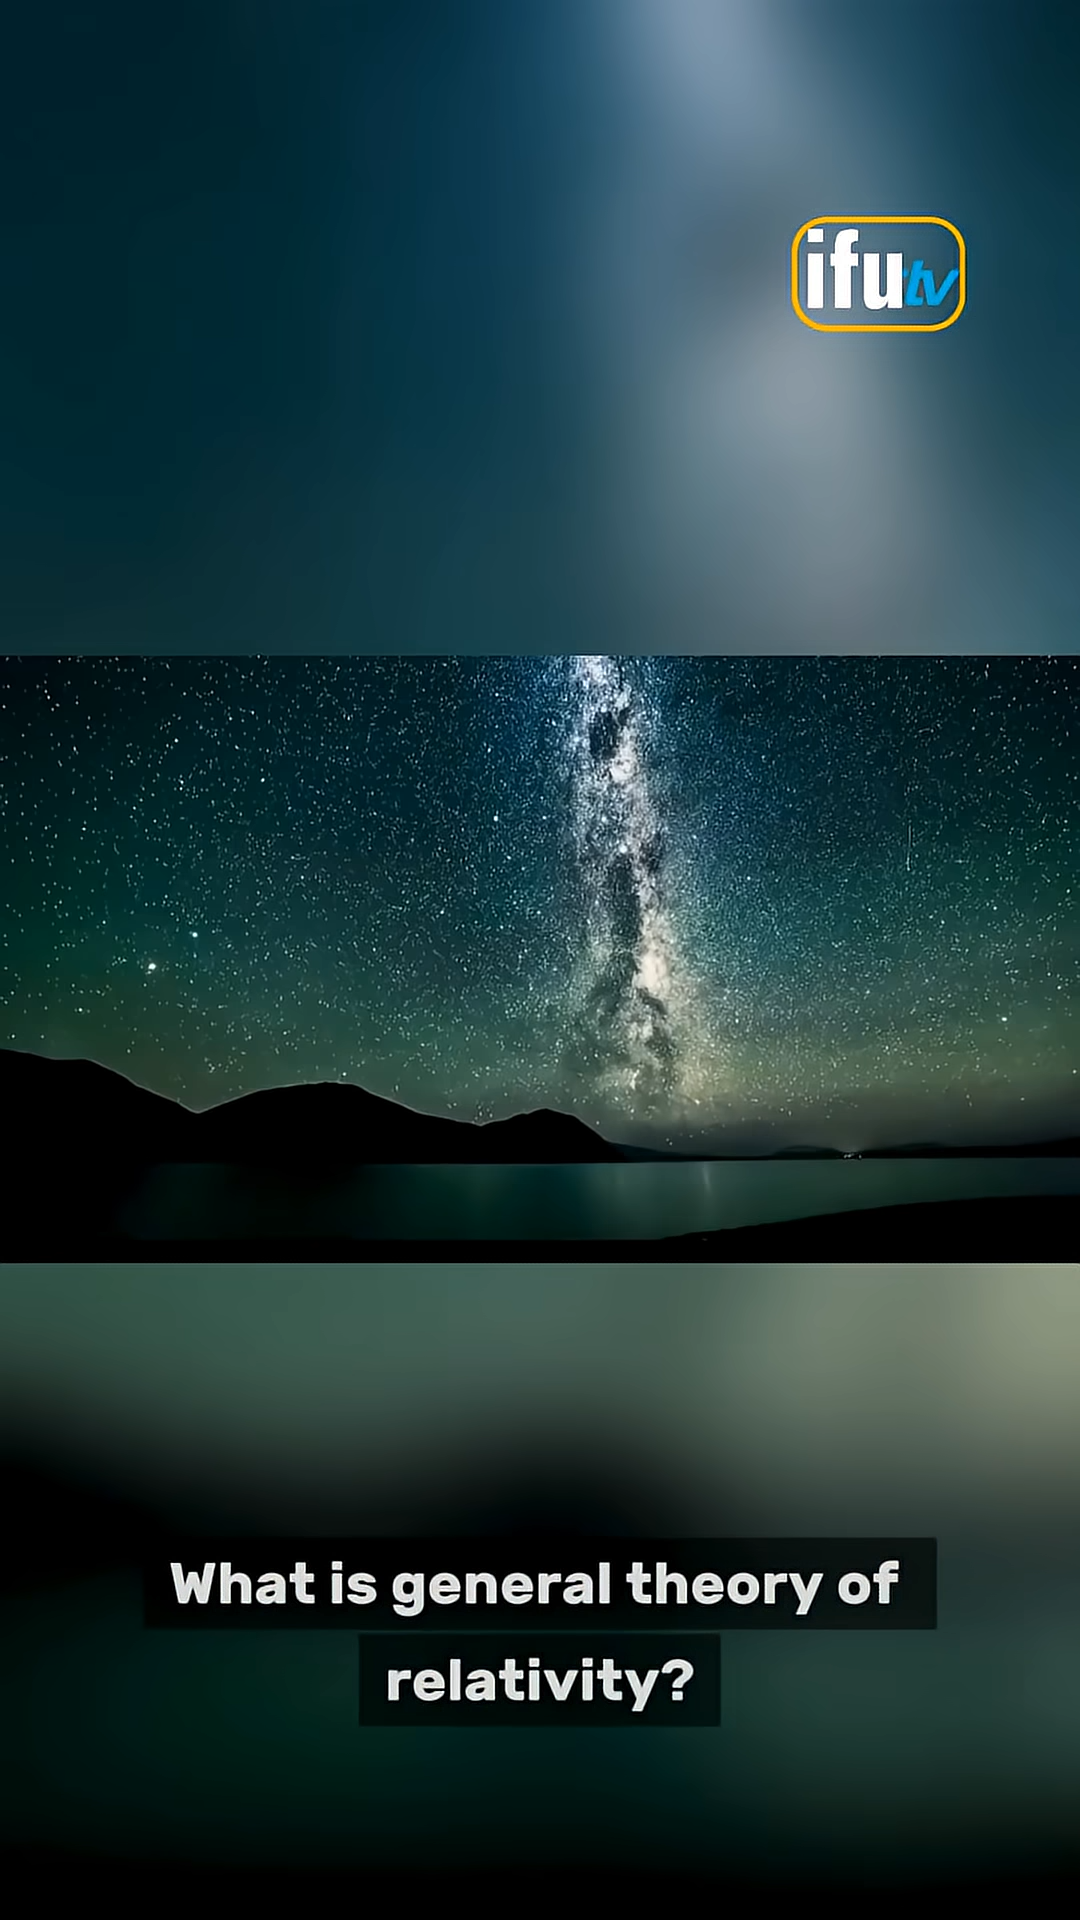 ifutv
What is general theory of
relativity?